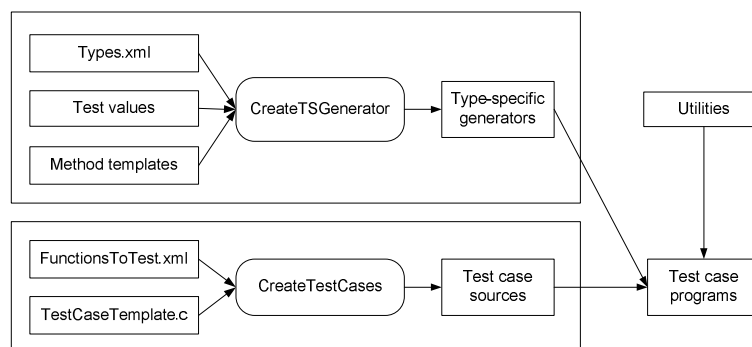 Types.xml
Test values
Method templates
CreateTSGenerator
Type-specific
generators
Utilities
FunctionsToTest.xml
TestCaseTemplate.c
CreateTestCases
Test case
sources
Test case
programs